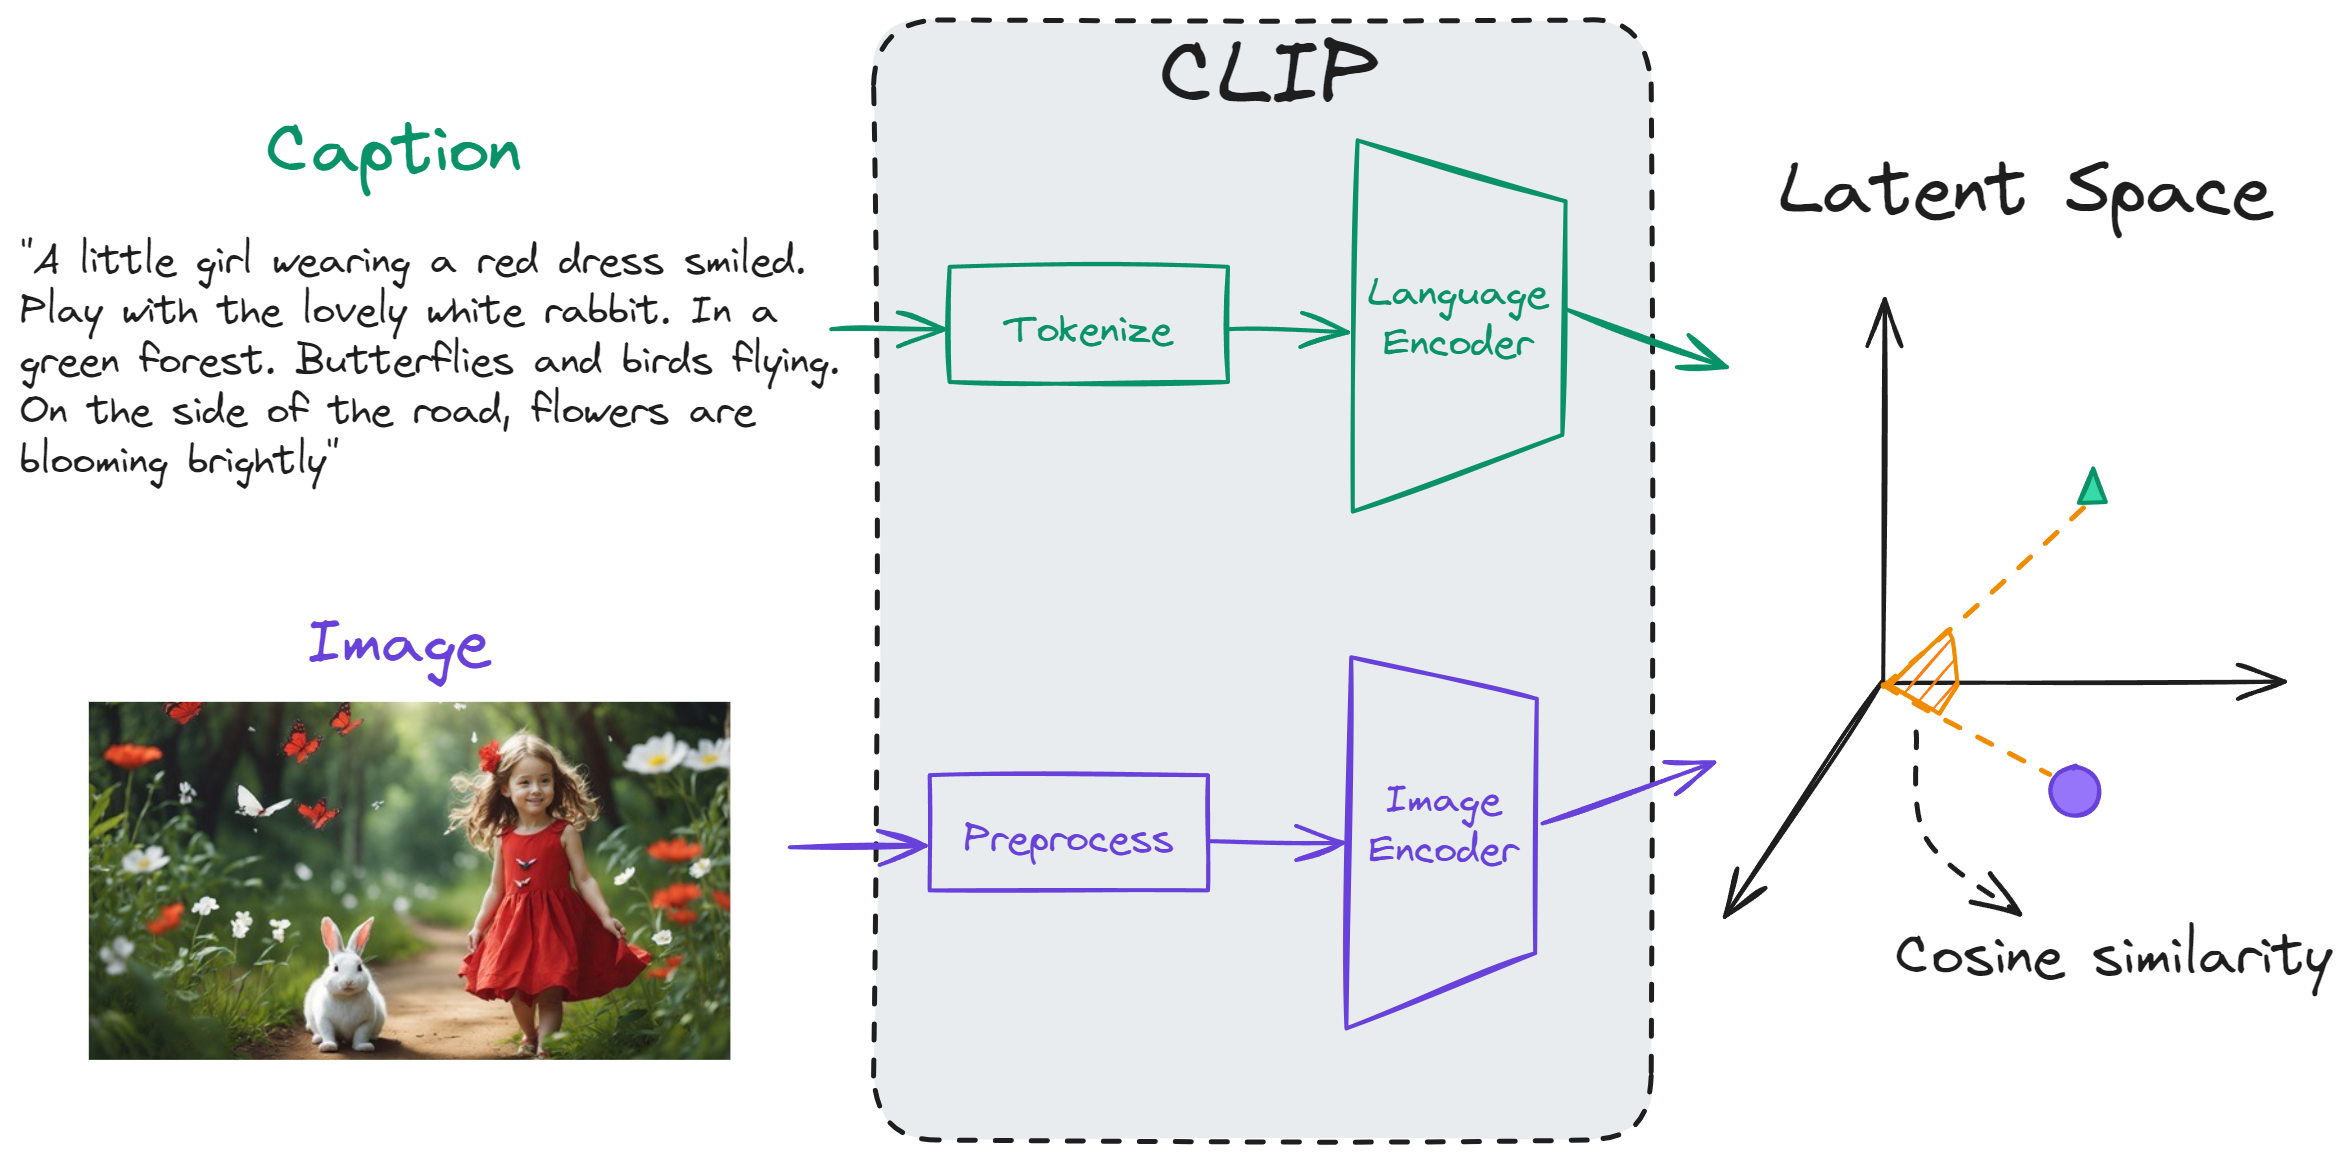 CLIP
Caption
"A little girl wearing a red dress smiled.
Play with the lovely white rabbit. In a
green forest. Butterflies and birds flying.
On the side of the road, flowers are
blooming brightly"
Tokenize
Language
Encoder
Image
Preprocess
Image
Encoder
Latent Space
Cosine similarity